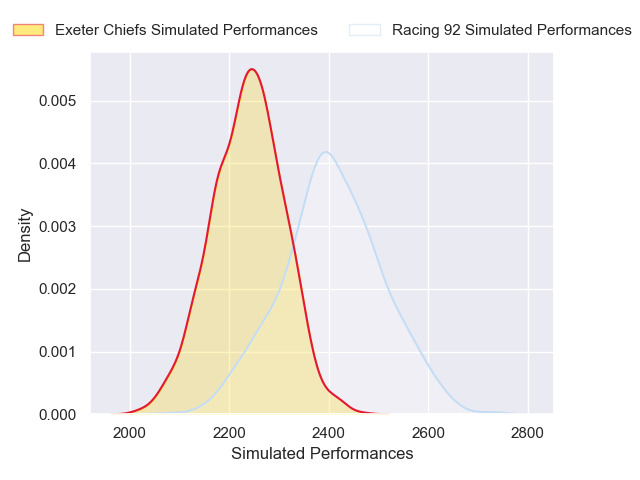 Exeter Chiefs Simulated Performances Racing 92 Simulated Performances
0.005
0.004
0.003
0.002
0.001
0.000
Density
2000 2200 2400 2600 2800
Simulated Performances